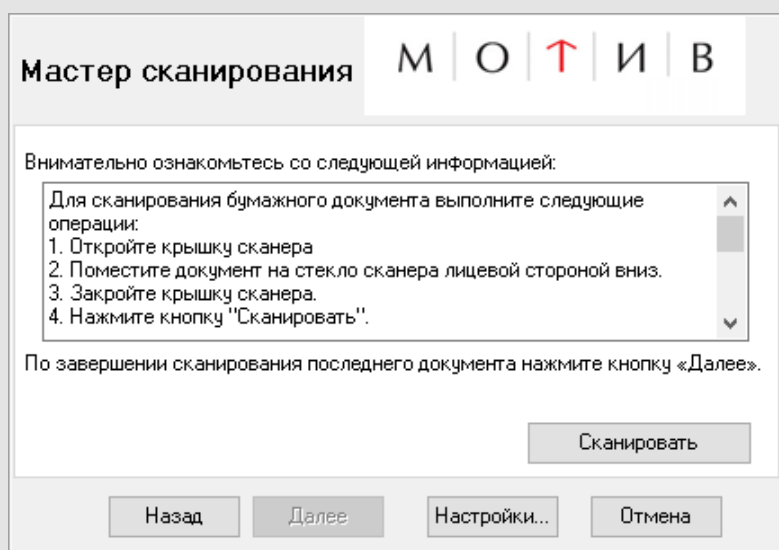 Мастер сканирования
М|О|Т|И|В
Внимательно ознакомьтесь со следующей информацией:
Для сканирования бумажного документа выполните следующие
операции:
1. Откройте крышку сканера
2. Поместите документ на стекло сканера лицевой стороной вниз.
3. Закройте крышку сканера.
4. Нажмите кнопку "Сканировать".
По завершении сканирования последнего документа нажмите кнопку «Далее».
Сканировать
Назад
Далее
Настройки...
Отмена